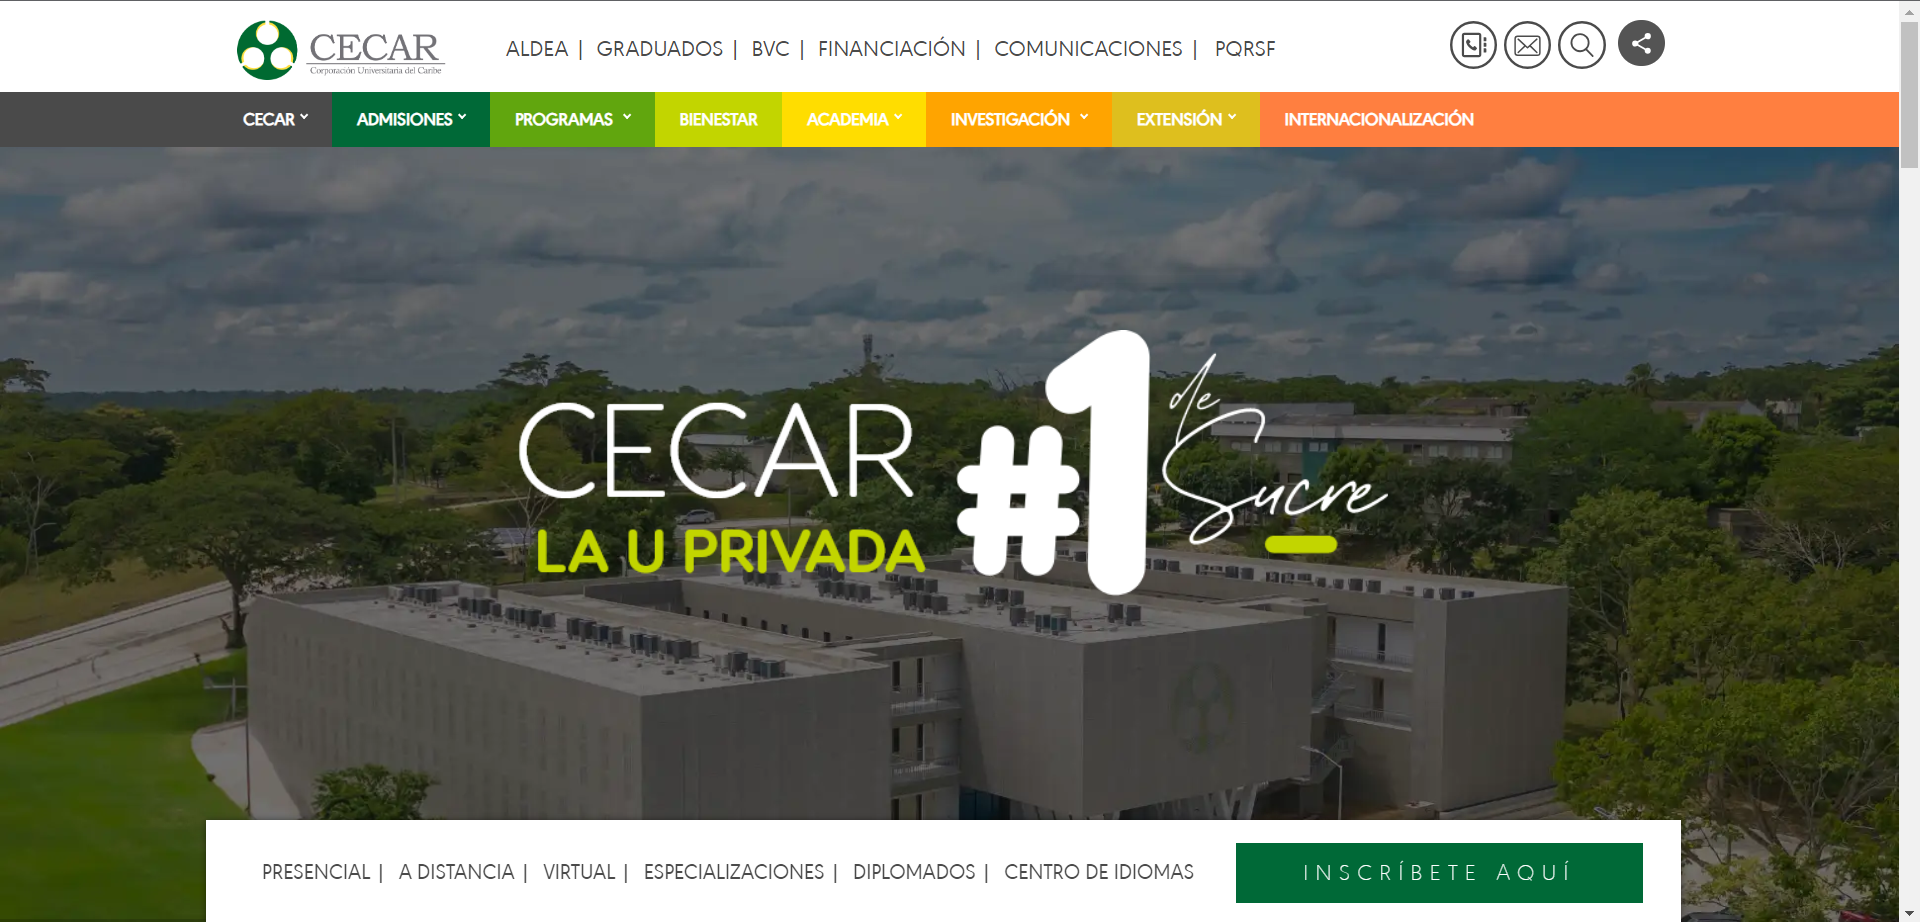 CECAR
Corporación Universitaria del Caribe
ALDEA | GRADUADOS | BVC | FINANCIACIÓN | COMUNICACIONES | PQRSF
CECAR ADMISIONES PROGRAMAS BIENESTAR ACADEMIA INVESTIGACIÓN EXTENSIÓN INTERNACIONALIZACIÓN
CECAR #1 de Sucre
LA U PRIVADA
PRESENCIAL | A DISTANCIA | VIRTUAL | ESPECIALIZACIONES | DIPLOMADOS | CENTRO DE IDIOMAS
INSCRÍBETE AQUÍ